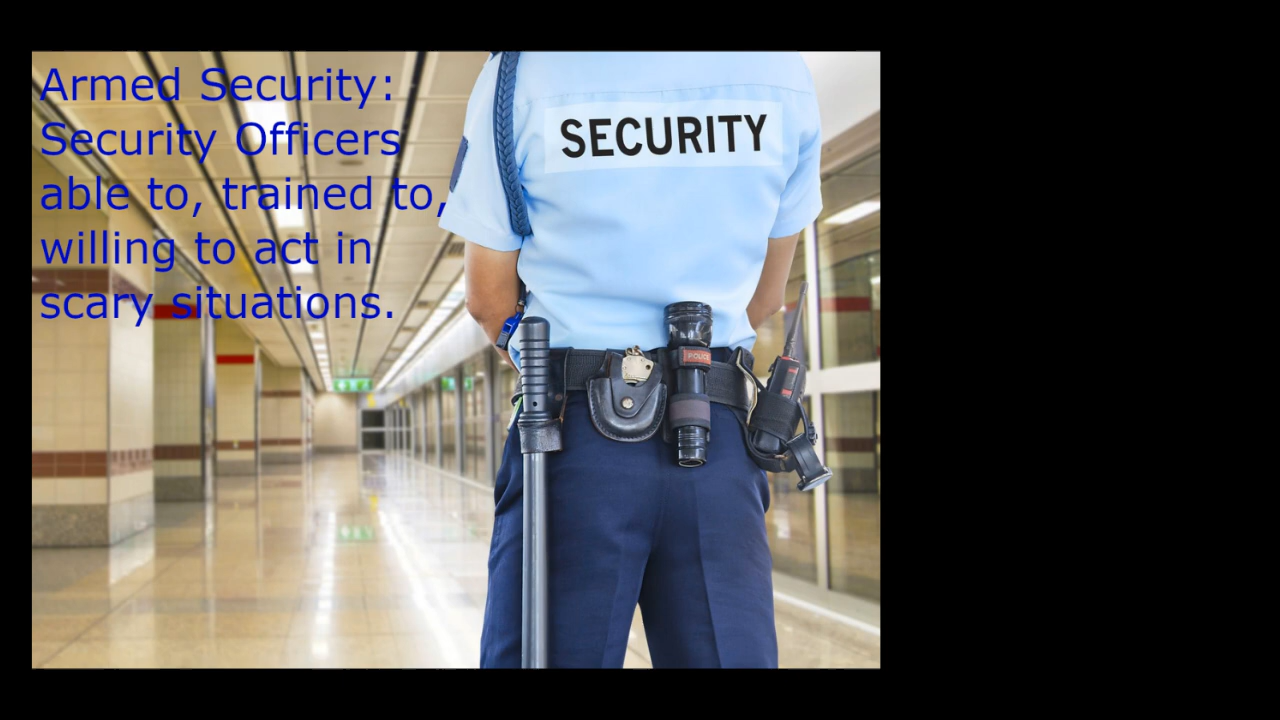 Armed Security:
Security Officers
able to, trained to,
willing to act in
scary situations.
SECURITY
POLICE